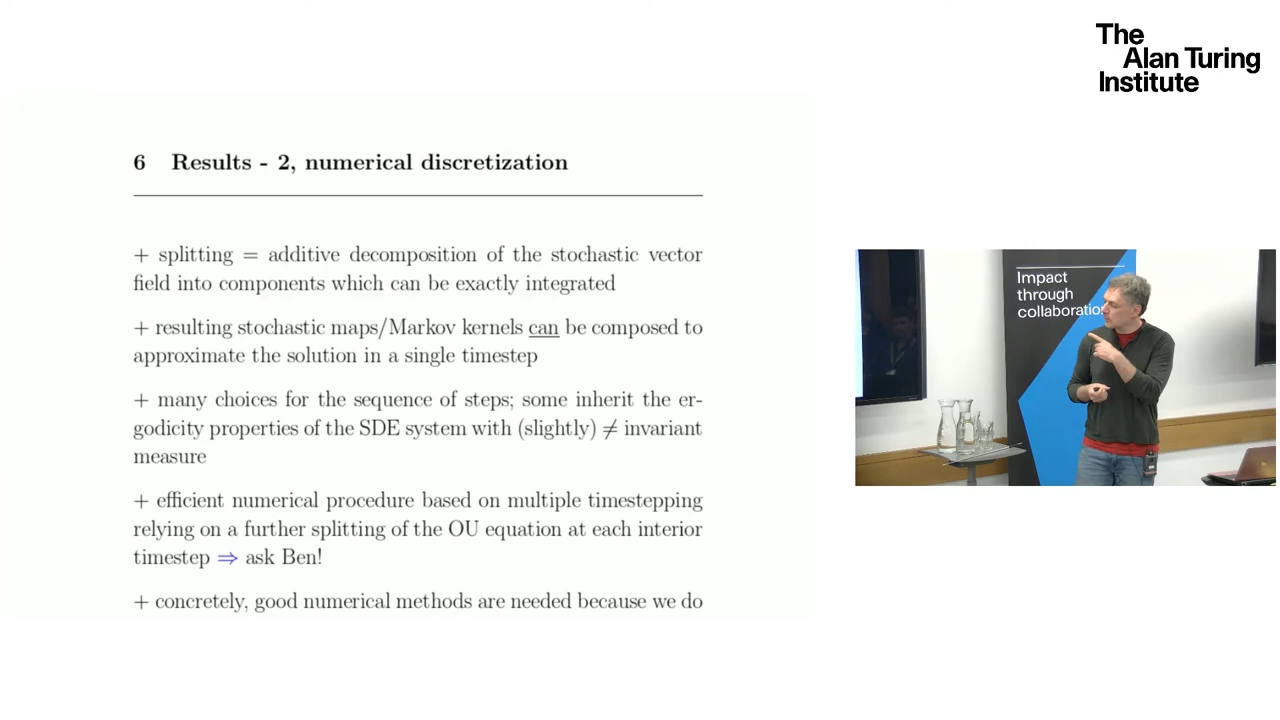 The
Alan Turing
Institute
6 Results - 2, numerical discretization
+ splitting = additive decomposition of the stochastic vector
field into components which can be exactly integrated
+ resulting stochastic maps/Markov kernels can be composed to
approximate the solution in a single timestep
+ many choices for the sequence of steps; some inherit the er-
godicity properties of the SDE system with (slightly) ≠ invariant
measure
+ efficient numerical procedure based on multiple timestepping
relying on a further splitting of the OU equation at each interior
timestep ⇒ ask Ben!
+ concretely, good numerical methods are needed because we do
Impact
through
collaboration